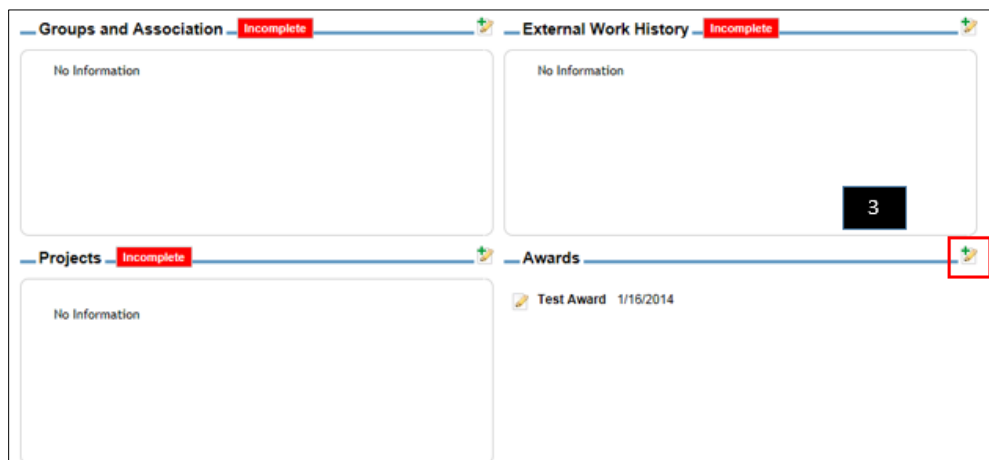 Groups and Association Incomplete
External Work History Incomplete
No Information
No Information
3
Projects Incomplete
Awards
No Information
Test Award 1/16/2014